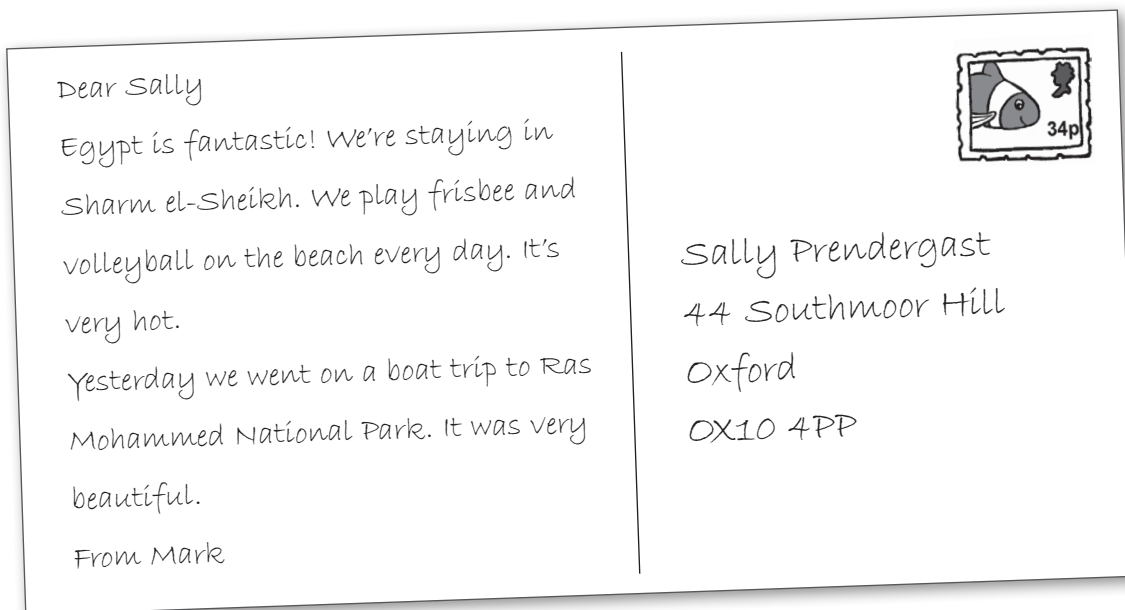 Dear Sally
Egypt is fantastic! We're staying in
Sharm el-Sheikh. We play frisbee and
volleyball on the beach every day. It's
very hot.
Yesterday we went on a boat trip to Ras
Mohammed National Park. It was very
beautiful.
From Mark
34p
Sally Prendergast
44 Southmoor Hill
Oxford
OX10 4PP